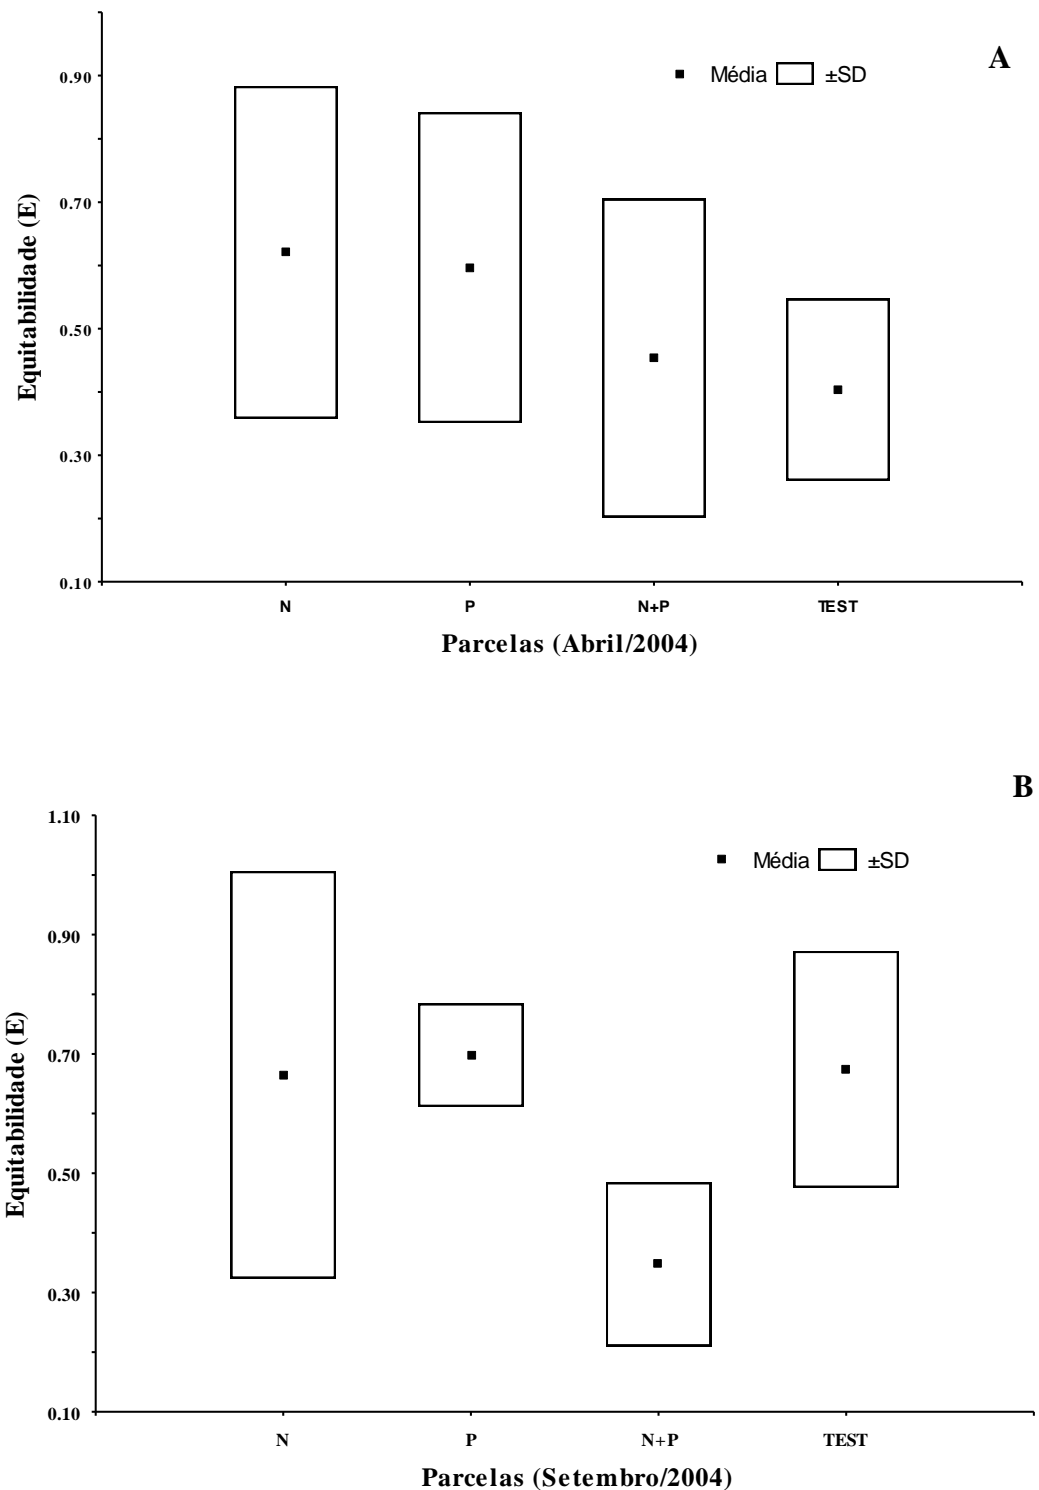 A
Média ±SD
Equitabilidade (E)
0.90
0.70
0.50
0.30
0.10
N P N+P TEST
Parcelas (Abril/2004)
B
Média ±SD
Equitabilidade (E)
1.10
0.90
0.70
0.50
0.30
0.10
N P N+P TEST
Parcelas (Setembro/2004)